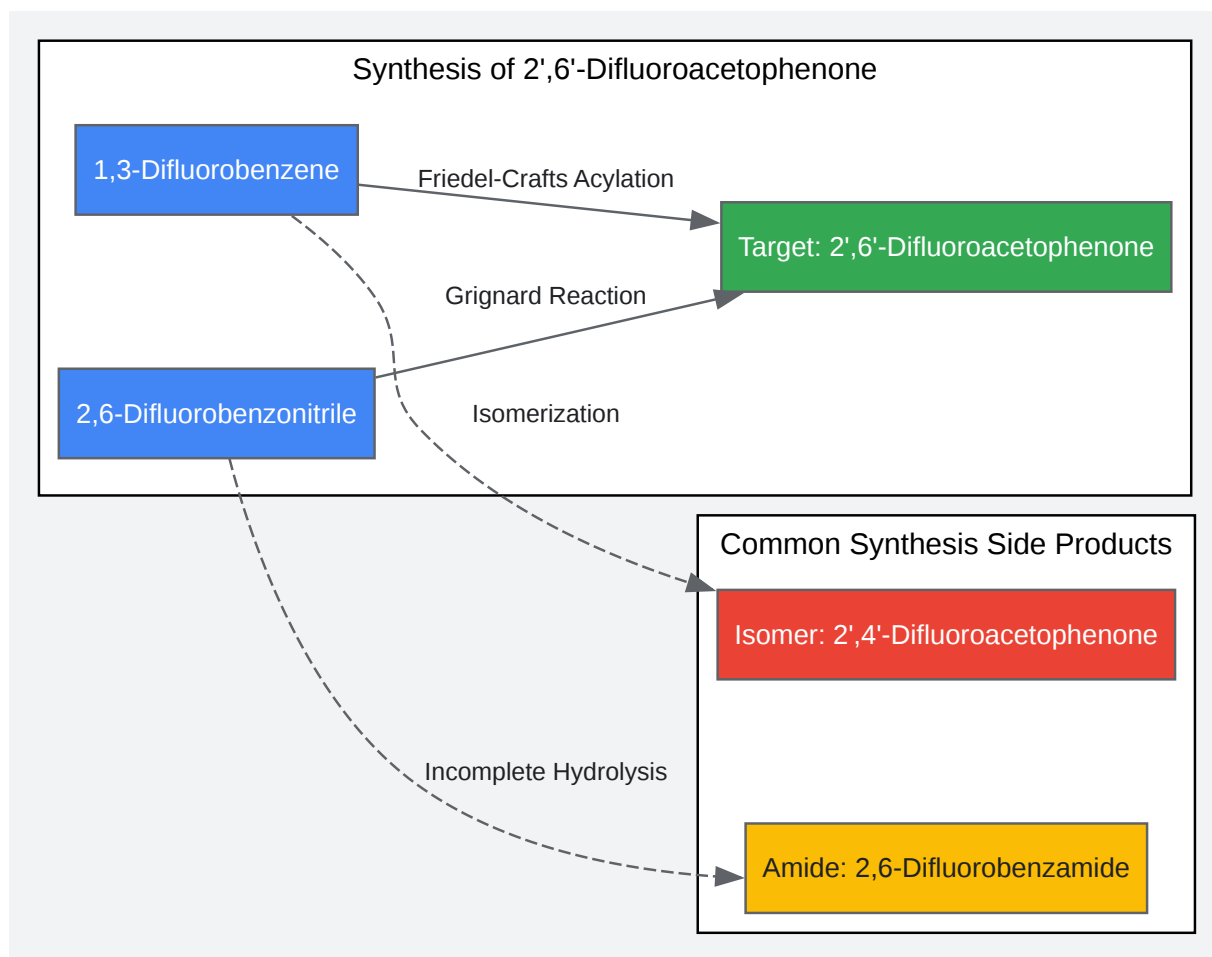 Synthesis of 2',6'-Difluoroacetophenone
1,3-Difluorobenzene
Friedel-Crafts Acylation
Target: 2',6'-Difluoroacetophenone
Grignard Reaction
2,6-Difluorobenzonitrile
Isomerization
Common Synthesis Side Products
Isomer: 2',4'-Difluoroacetophenone
Incomplete Hydrolysis
Amide: 2,6-Difluorobenzamide